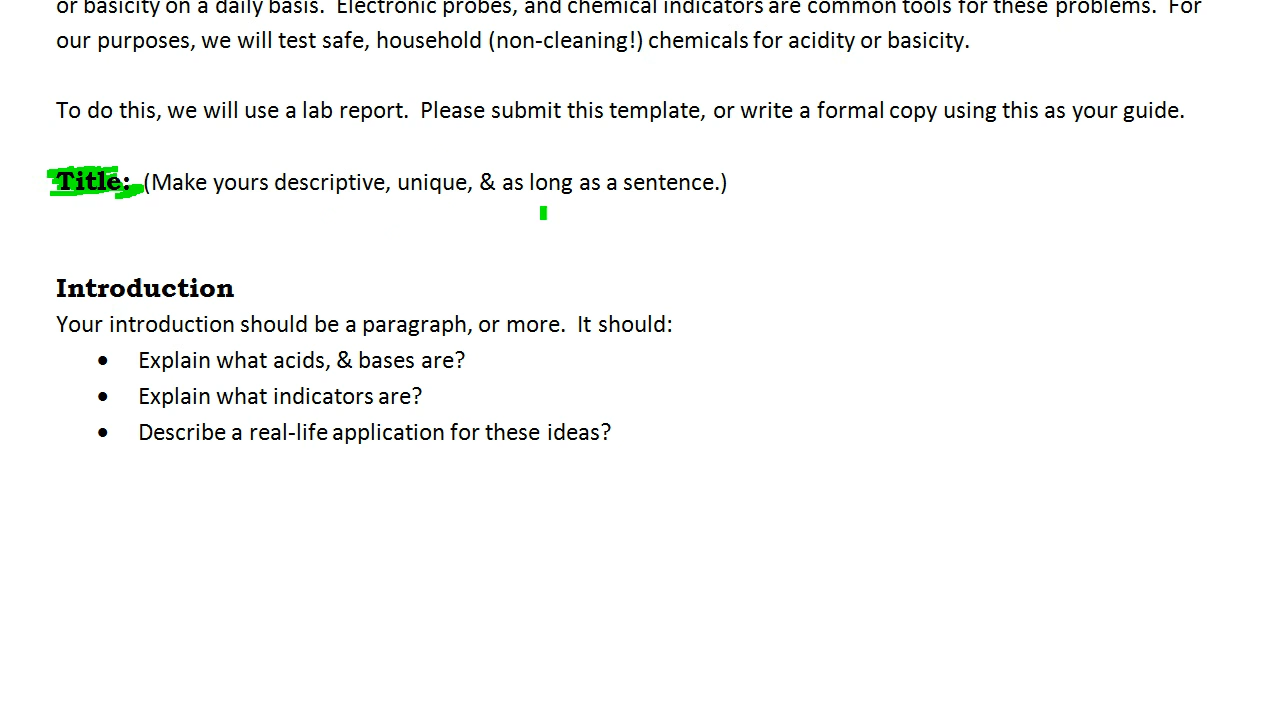 or basicity on a daily basis. Electronic probes, and chemical indicators are common tools for these problems. For
our purposes, we will test safe, household (non-cleaning!) chemicals for acidity or basicity.
To do this, we will use a lab report. Please submit this template, or write a formal copy using this as your guide.
Title: (Make yours descriptive, unique, & as long as a sentence.)
Introduction
Your introduction should be a paragraph, or more. It should:
• Explain what acids, & bases are?
• Explain what indicators are?
• Describe a real-life application for these ideas?